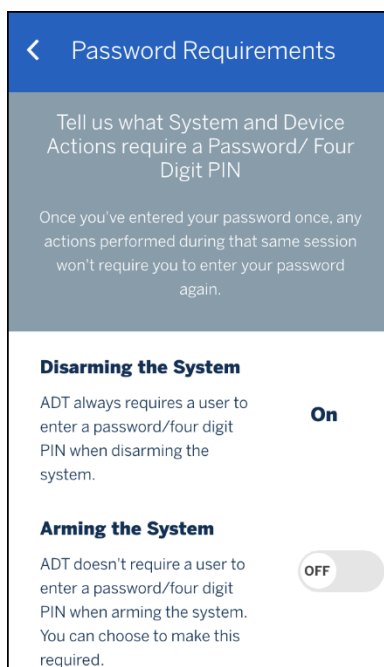 Password Requirements
Tell us what System and Device
Actions require a Password/ Four
Digit PIN
Once you've entered your password once, any
actions performed during that same session
won't require you to enter your password
again.
Disarming the System
ADT always requires a user to
enter a password/four digit
PIN when disarming the
system.
On
Arming the System
ADT doesn't require a user to
enter a password/four digit
PIN when arming the system.
You can choose to make this
required.
OFF